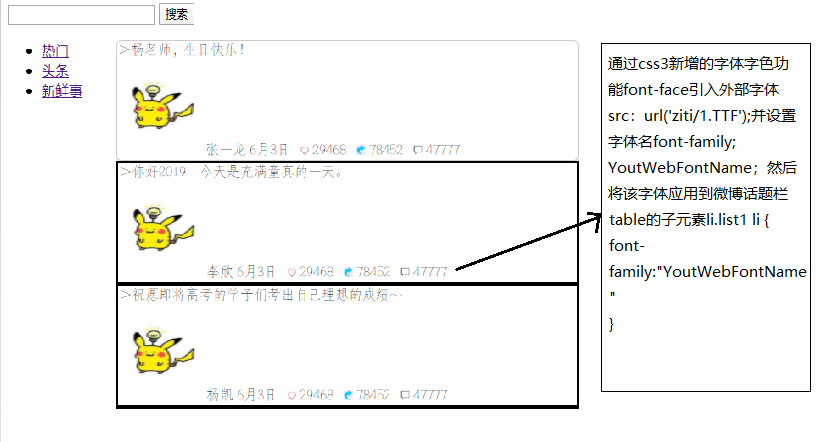 搜索
热门
头条
新鲜事
>杨老师，生日快乐！
张一龙 6月3日 29468 78452 47777
>你好2019 今天是充满童真的一天。
李欣 6月3日 29468 78452 47777
>祝愿即将高考的学子们考出自己理想的成绩~~
杨凯 6月3日 29468 78452 47777
通过css3新增的字体字色功
能font-face引入外部字体
src：url('ziti/1.TTF');并设置
字体名font-family;
YoutWebFontName；然后
将该字体应用到微博话题栏
table的子元素li.list1 li {
font-
family:"YoutWebFontName
"
}